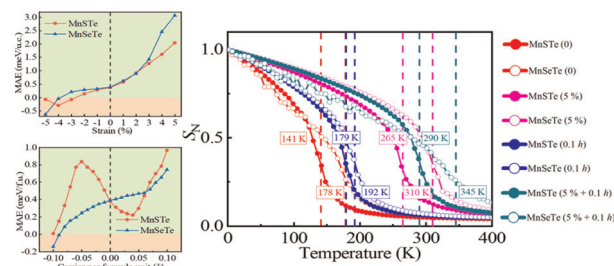 MAE (meV/u.c.)
3.0
2.5
2.0
1.5
1.0
0.5
0.0
-0.5
MnSTe
MnSeTe
-5 -4 -3 -2 -1 0 1 2 3 4 5
Strain (%)
MAE (meV/f.u.)
1.0
0.8
0.6
0.4
0.2
0.0
-0.2
MnSTe
MnSeTe
-0.10 -0.05 0.00 0.05 0.10
S_N
1.0
0.5
0.0
141 K
179 K
265 K
290 K
178 K
192 K
310 K
345 K
0 100 200 300 400
Temperature (K)
MnSTe (0)
MnSeTe (0)
MnSTe (5 %)
MnSeTe (5 %)
MnSTe (0.1 h)
MnSeTe (0.1 h)
MnSTe (5 % + 0.1 h)
MnSeTe (5 % + 0.1 h)